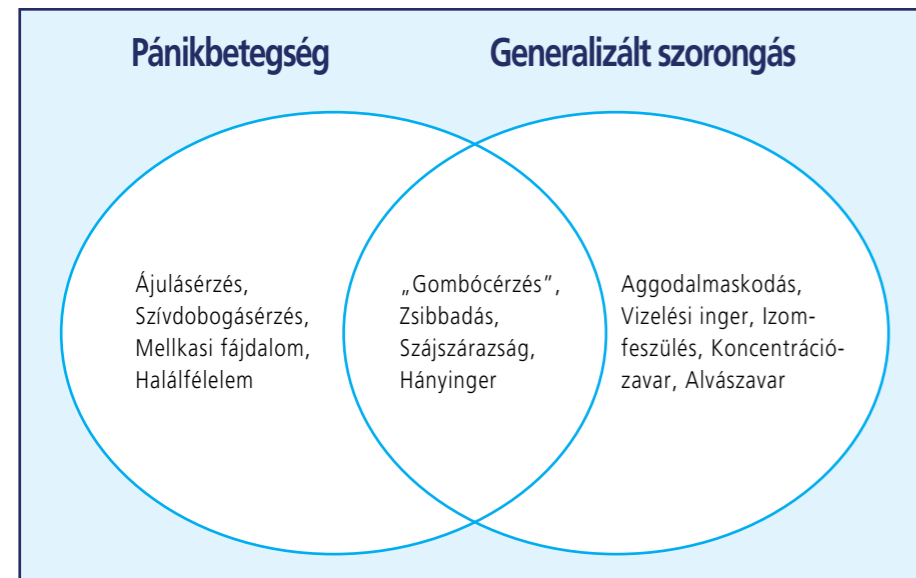 Pánikbetegség
Generalizált szorongás
Ájulásérzés,
Szívdobogásérzés,
Mellkasi fájdalom,
Halálfélelem
„Gombócérzés”,
Zsibbadás,
Szájszárazság,
Hányinger
Aggodalmaskodás,
Vizelési inger, Izom-
feszülés, Koncentráció-
zavar, Alvászavar